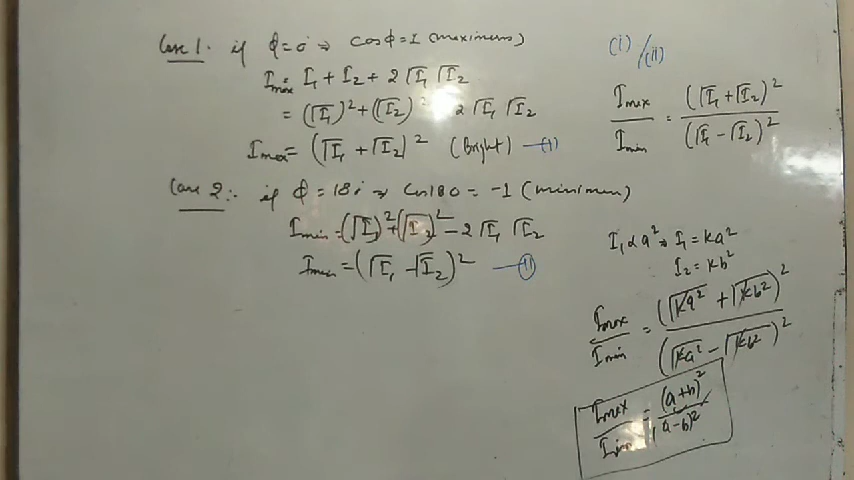 Case 1. if ϕ=0° ⇒ cosϕ=1 (maximum)
Imax = I₁ + I₂ + 2√I₁ √I₂
= (√I₁)² + (√I₂)² 2√I₁ √I₂
Imax = (√I₁ + √I₂)² (Bright) —(i)
Case 2:- if ϕ=180 ⇒ cos180 = -1 (minimum)
Imin = (√I₁)² + (√I₂)² - 2√I₁ √I₂
Imin = (√I₁ - √I₂)² —(ii)
(i)/(ii)
Imax/Imin = (√I₁ + √I₂)²/(√I₁ - √I₂)²
I₁ ∝ a² ⇒ I₁ = ka²
I₂ = kb²
Imax/Imin = (√ka² + √kb²)²/(√ka² - √kb²)²
Imax/Imin = (a+b)²/(a-b)²